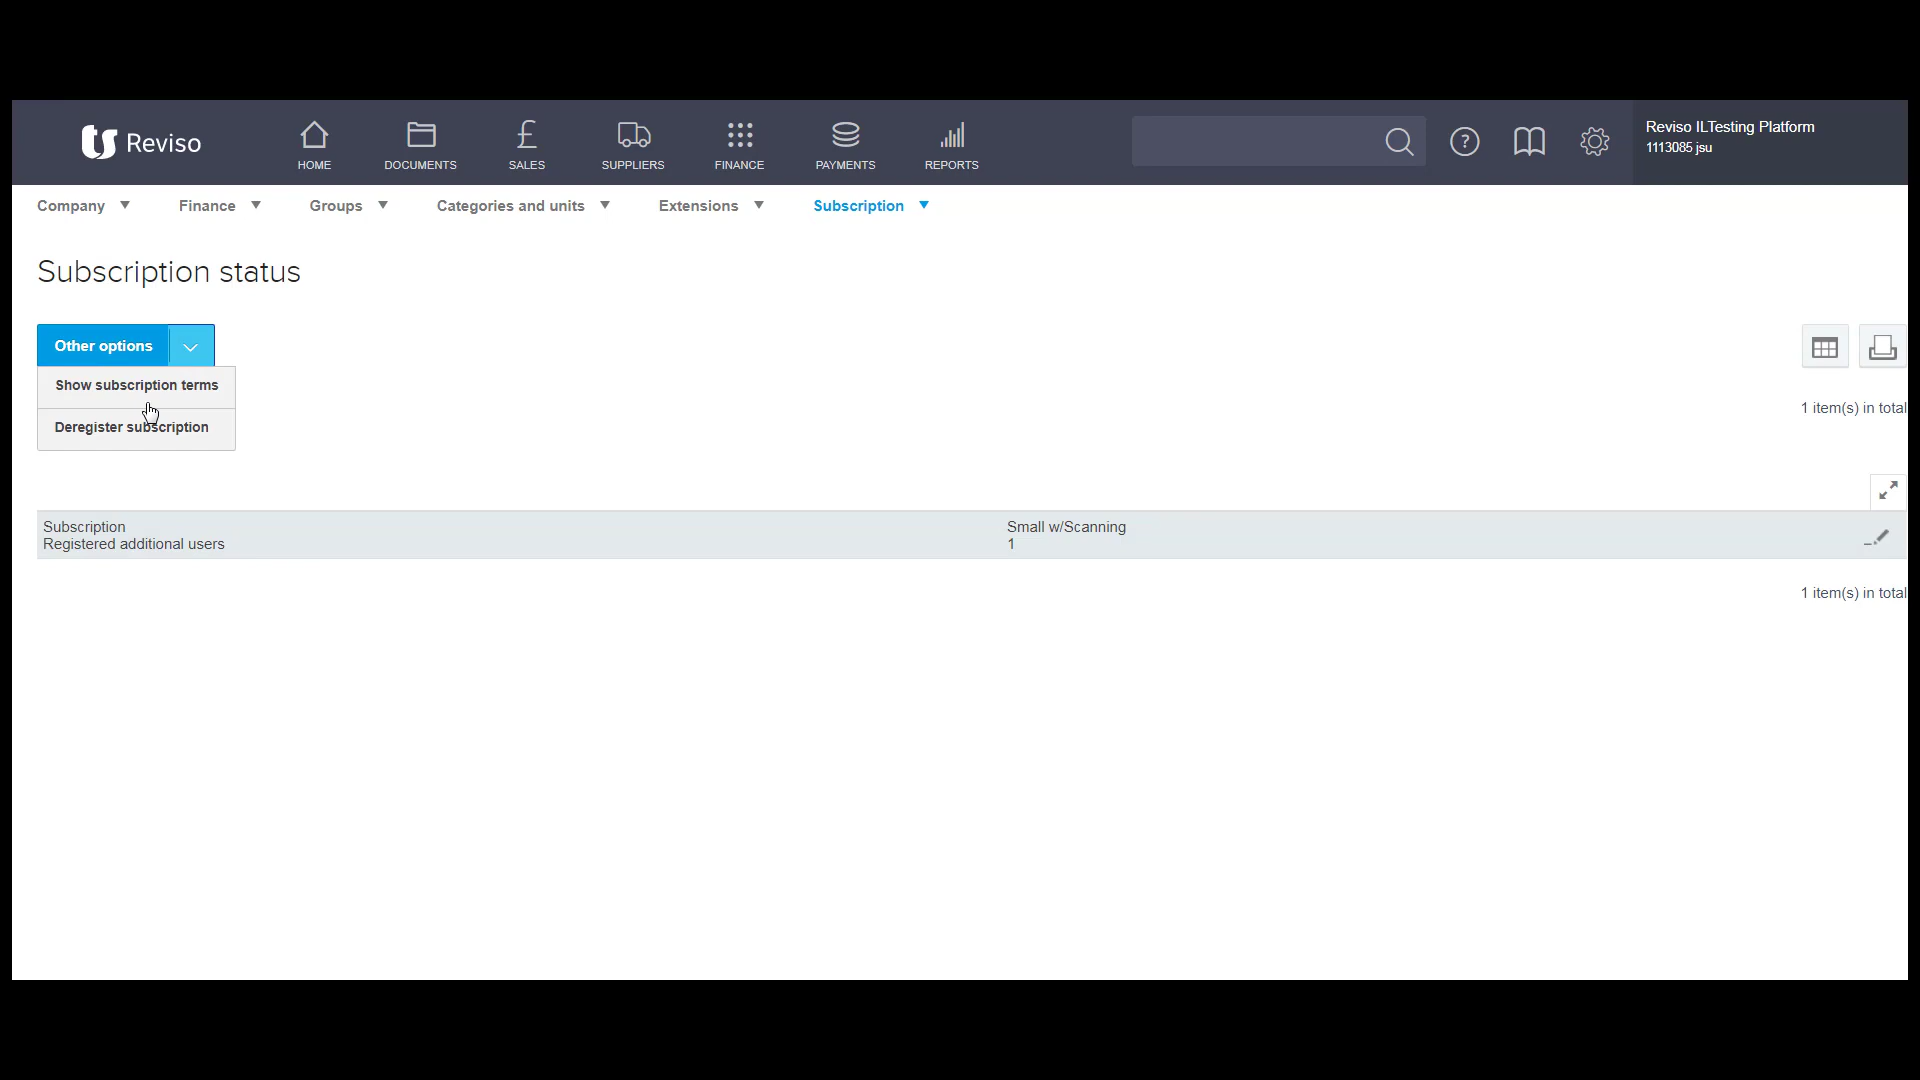 Reviso
HOME
DOCUMENTS
£
SALES
SUPPLIERS
FINANCE
PAYMENTS
REPORTS
?
Reviso ILTesting Platform
1113085 jsu
Company
Finance
Groups
Categories and units
Extensions
Subscription
Subscription status
Other options
Show subscription terms
Deregister subscription
1 item(s) in total
Subscription Small w/Scanning
Registered additional users 1
1 item(s) in total